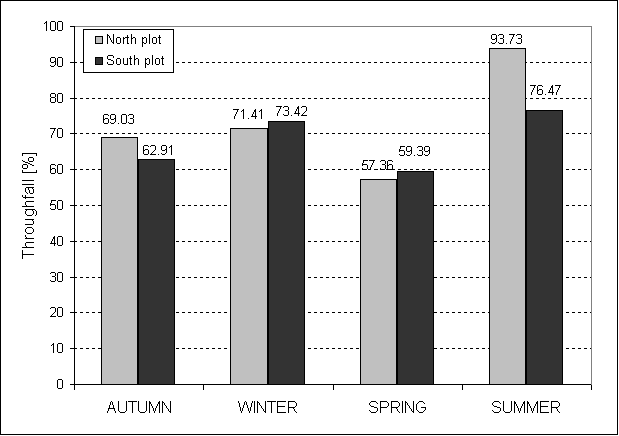 100
90
80
70
60
50
40
30
20
10
0
Throughfall [%]
North plot
South plot
69.03
62.91
71.41
73.42
57.36
59.39
93.73
76.47
AUTUMN
WINTER
SPRING
SUMMER